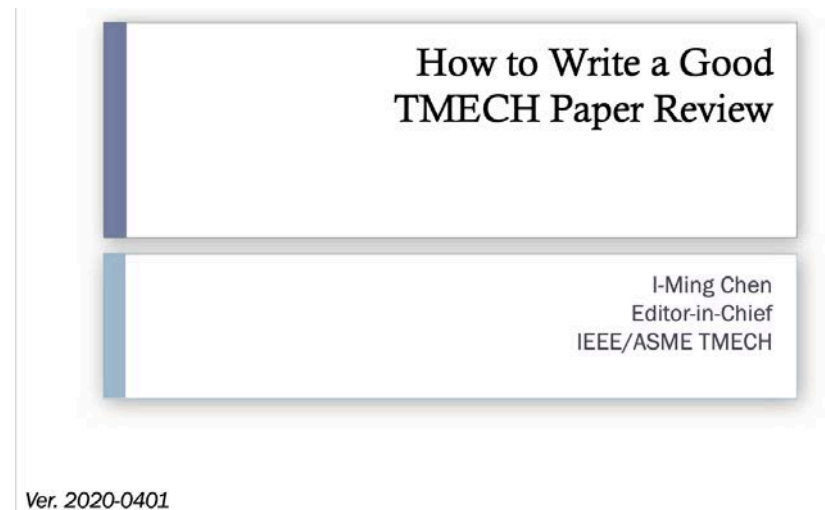 How to Write a Good
TMECH Paper Review
I-Ming Chen
Editor-in-Chief
IEEE/ASME TMECH
Ver. 2020-0401